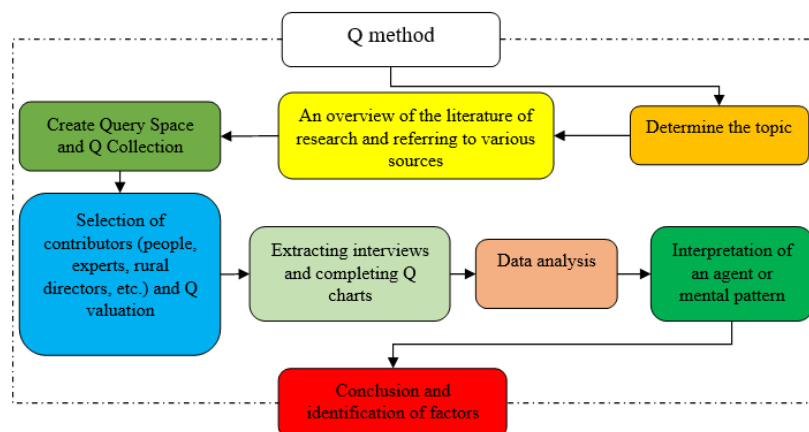 Q method
Determine the topic
An overview of the literature of
research and referring to various
sources
Create Query Space
and Q Collection
Selection of
contributors (people,
experts, rural
directors, etc.) and Q
valuation
Extracting interviews
and completing Q
charts
Data analysis
Interpretation of
an agent or
mental pattern
Conclusion and
identification of factors